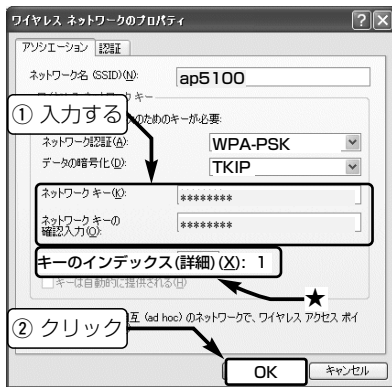 ワイヤレス ネットワークのプロパティ
アソシエーション 認証
ネットワーク名 (SSID)(N): ap5100
キー
① 入力する
のためのキーが必要:
ネットワーク認証(A): WPA-PSK
データの暗号化(D): TKIP
ネットワーク キー(K): ********
ネットワーク キーの
確認入力(O): ********
キーのインデックス(詳細)(X): 1
キーは自動的に提供される(H)
★
② クリック
互 (ad hoc) のネットワークで、ワイヤレス アクセス ポイ
OK キャンセル